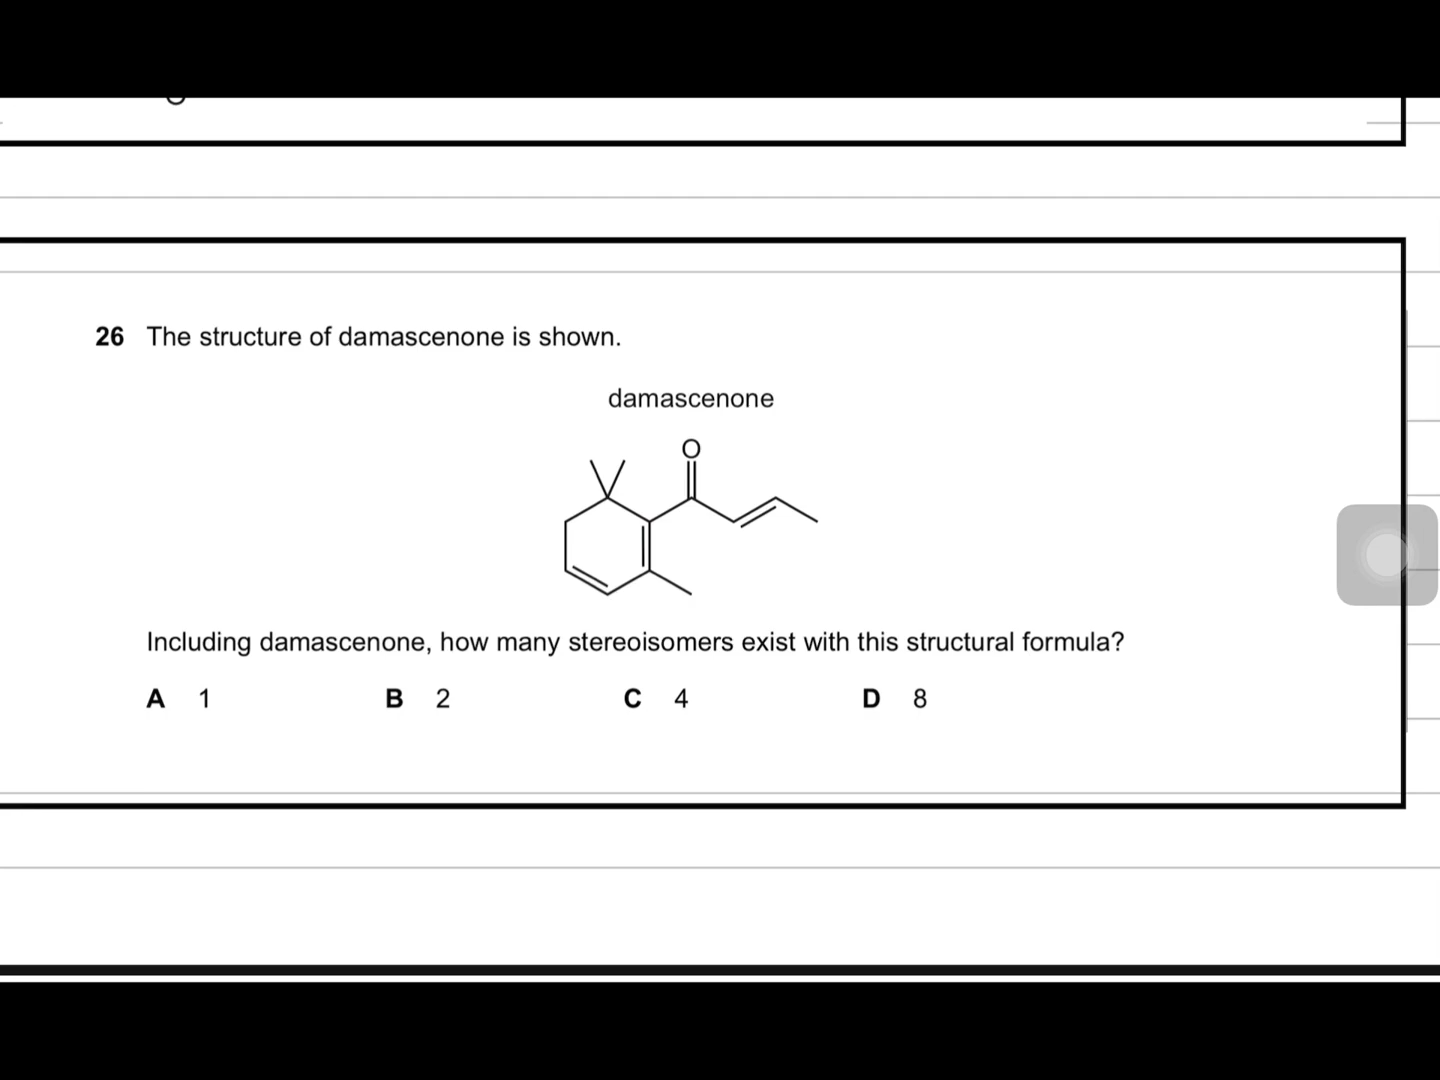 26 The structure of damascenone is shown.
damascenone
O
Including damascenone, how many stereoisomers exist with this structural formula?
A 1 B 2 C 4 D 8